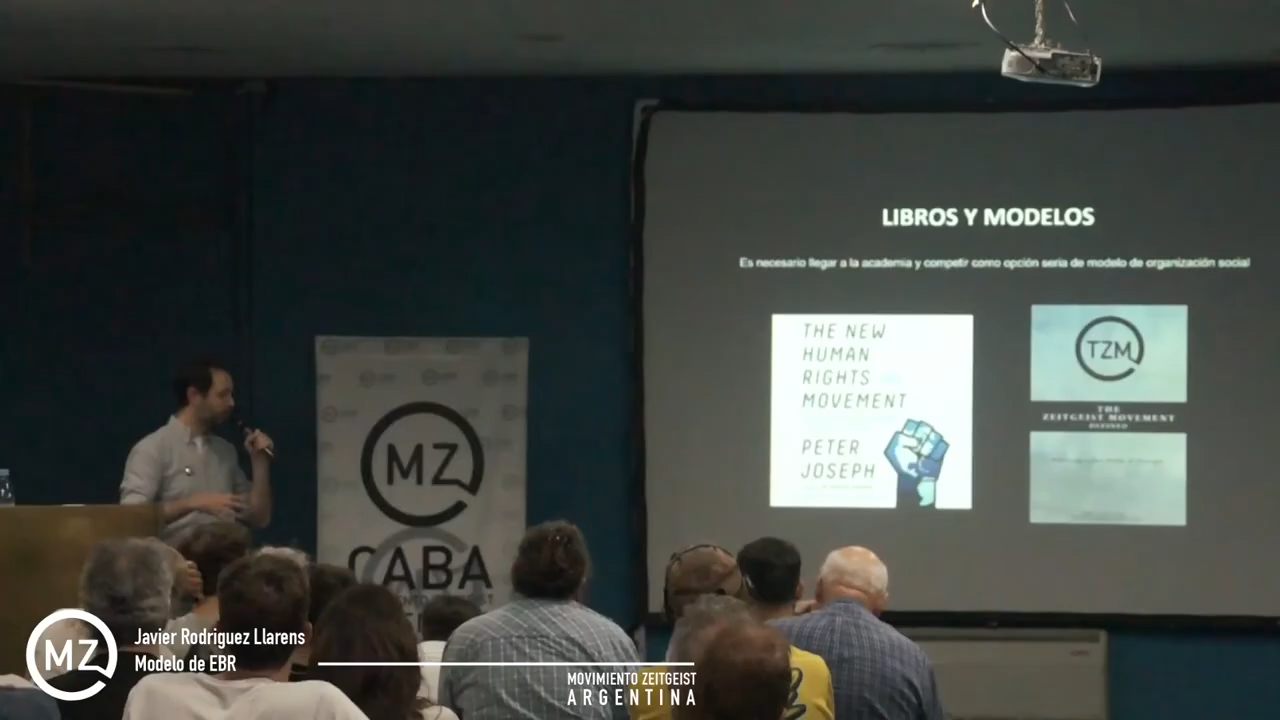 LIBROS Y MODELOS
Es necesario llegar a la academia y competir como opción seria de modelo de organización social
THE NEW
HUMAN
RIGHTS
MOVEMENT
PETER
JOSEPH
TZM
THE
ZEITGEIST MOVEMENT
DEFINED
MZ
CABA
MZ
Javier Rodriguez Llarens
Modelo de EBR
MOVIMIENTO ZEITGEIST
ARGENTINA